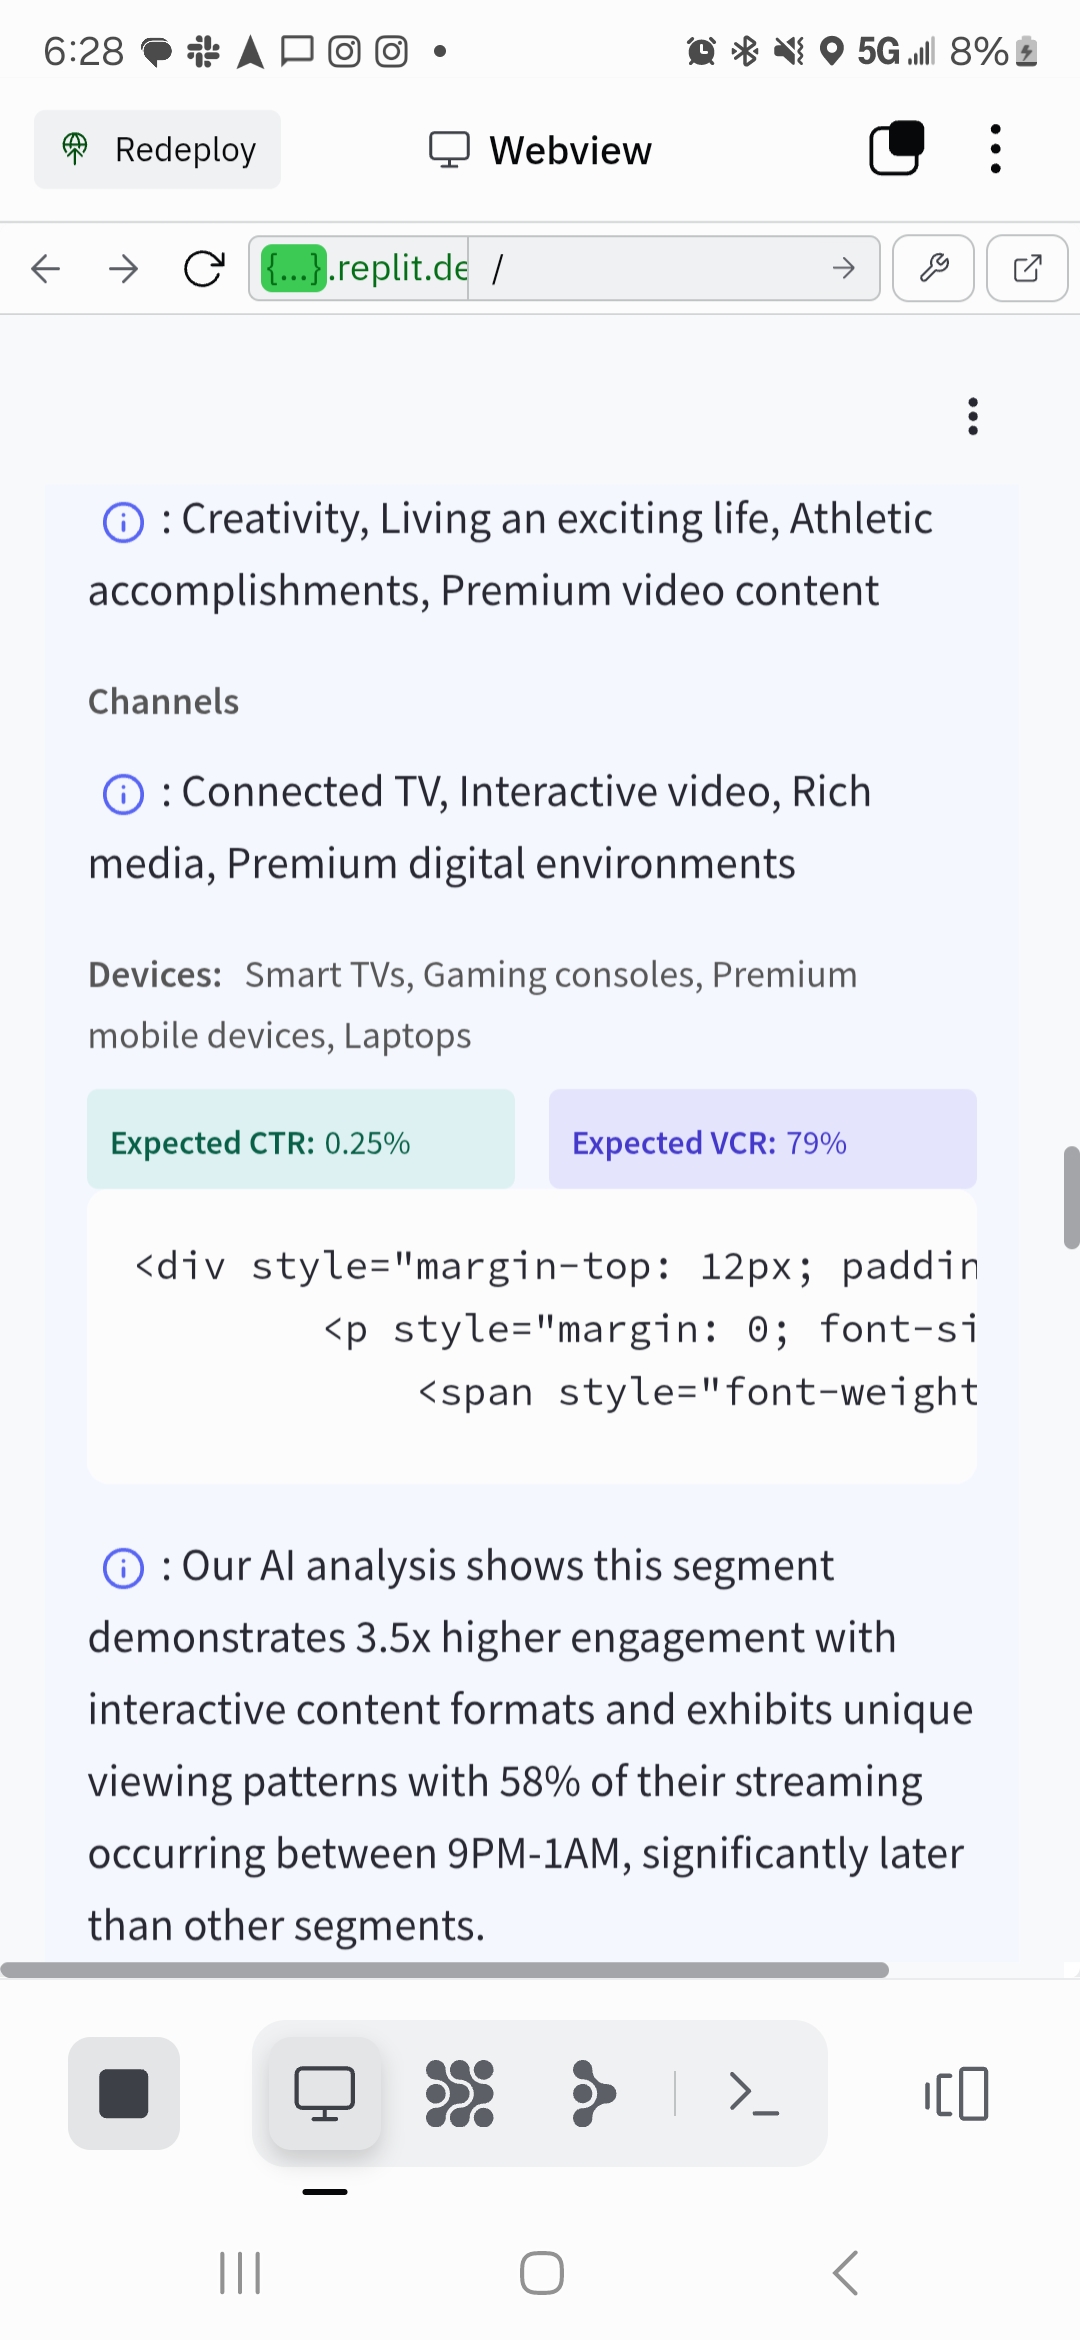 6:28
5G
8%
Redeploy
Webview
{...}.replit.de
/
: Creativity, Living an exciting life, Athletic
accomplishments, Premium video content
Channels
: Connected TV, Interactive video, Rich
media, Premium digital environments
Devices: Smart TVs, Gaming consoles, Premium
mobile devices, Laptops
Expected CTR: 0.25%
Expected VCR: 79%
<div style="margin-top: 12px; paddin
<p style="margin: 0; font-si
<span style="font-weight
: Our AI analysis shows this segment
demonstrates 3.5x higher engagement with
interactive content formats and exhibits unique
viewing patterns with 58% of their streaming
occurring between 9PM-1AM, significantly later
than other segments.